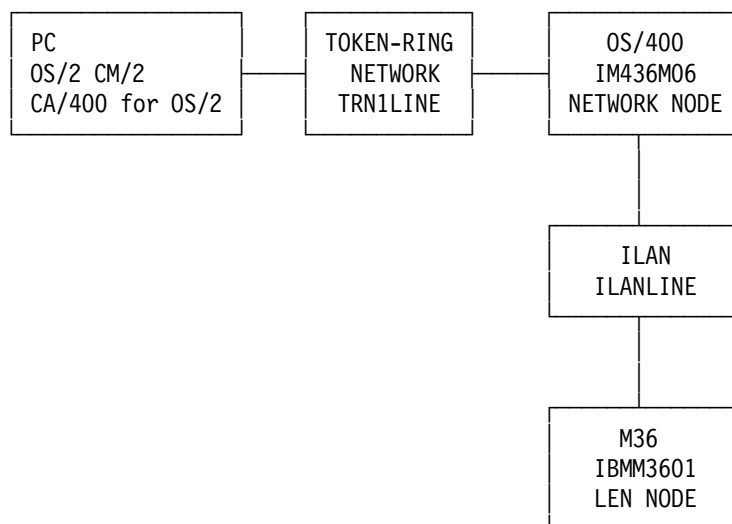 PC
OS/2 CM/2
CA/400 for OS/2
TOKEN-RING
NETWORK
TRN1LINE
OS/400
IM436M06
NETWORK NODE
ILAN
ILANLINE
M36
IBMM3601
LEN NODE